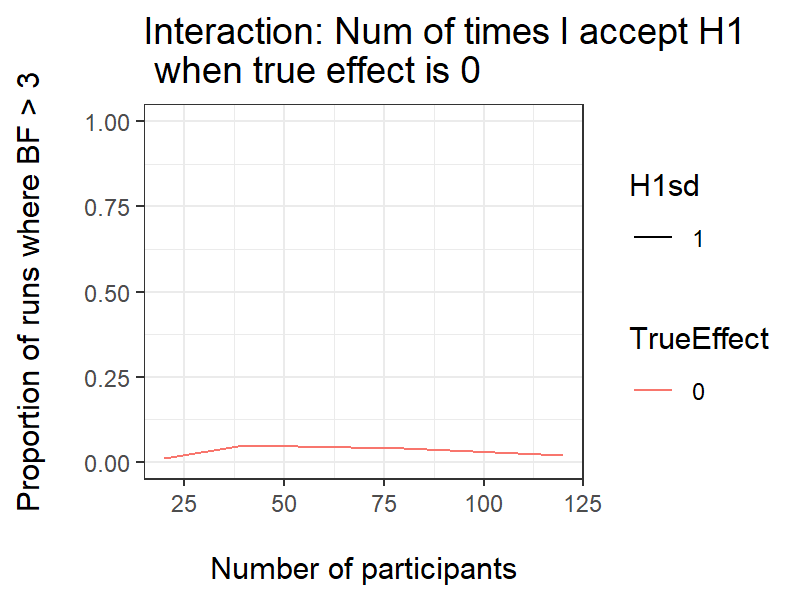 Interaction: Num of times I accept H1
when true effect is 0
Proportion of runs where BF > 3
1.00
0.75
0.50
0.25
0.00
25 50 75 100 125
Number of participants
H1sd
1
TrueEffect
0